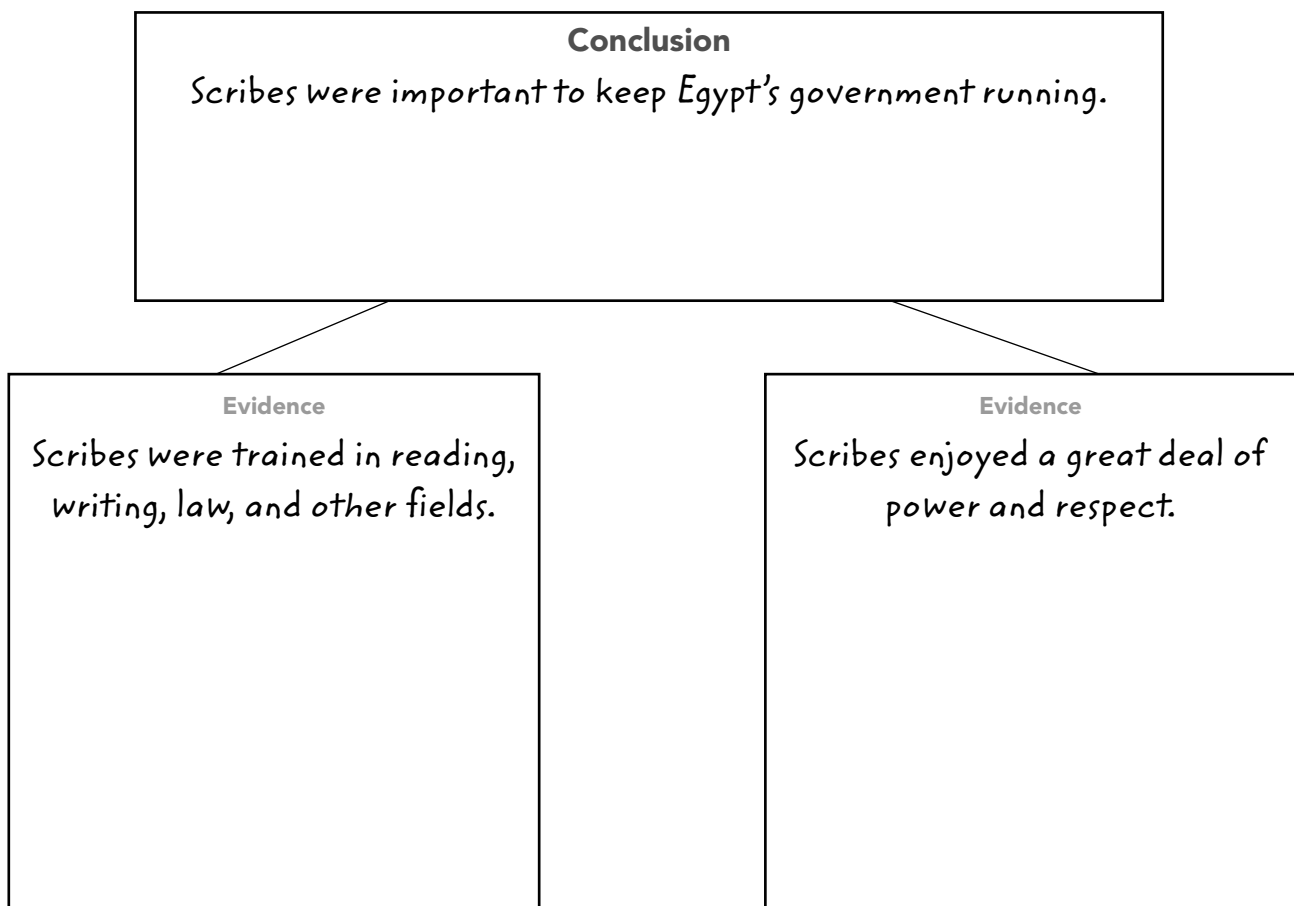 Conclusion
Scribes were important to keep Egypt's government running.
Evidence
Scribes were trained in reading,
writing, law, and other fields.
Evidence
Scribes enjoyed a great deal of
power and respect.